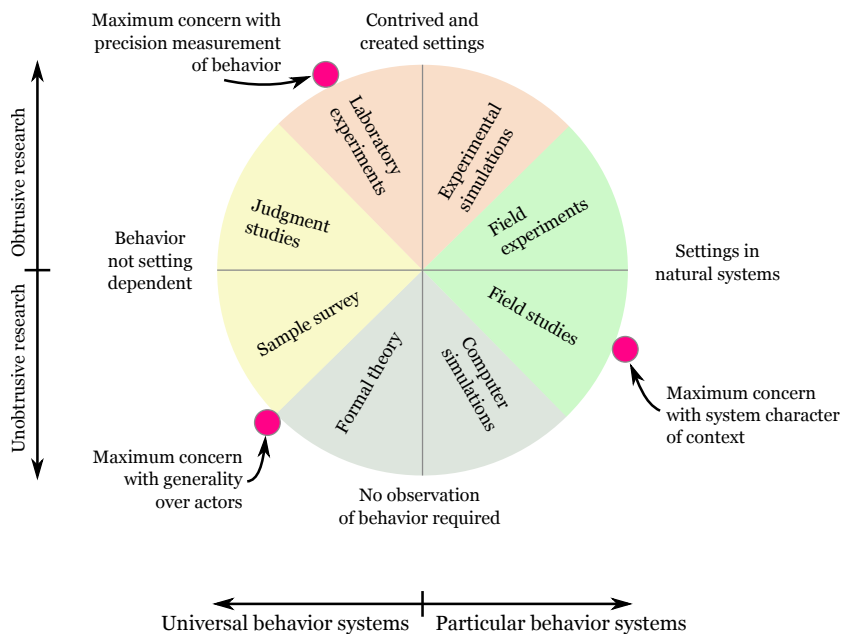 Maximum concern with
precision measurement
of behavior
Contrived and
created settings
Obtrusive research
Unobtrusive research
Laboratory
experiments
Experimental
simulations
Judgment
studies
Field
experiments
Behavior
not setting
dependent
Settings in
natural systems
Sample survey
Field studies
Formal theory
Computer
simulations
Maximum concern
with system character
of context
Maximum concern
with generality
over actors
No observation
of behavior required
Universal behavior systems
Particular behavior systems